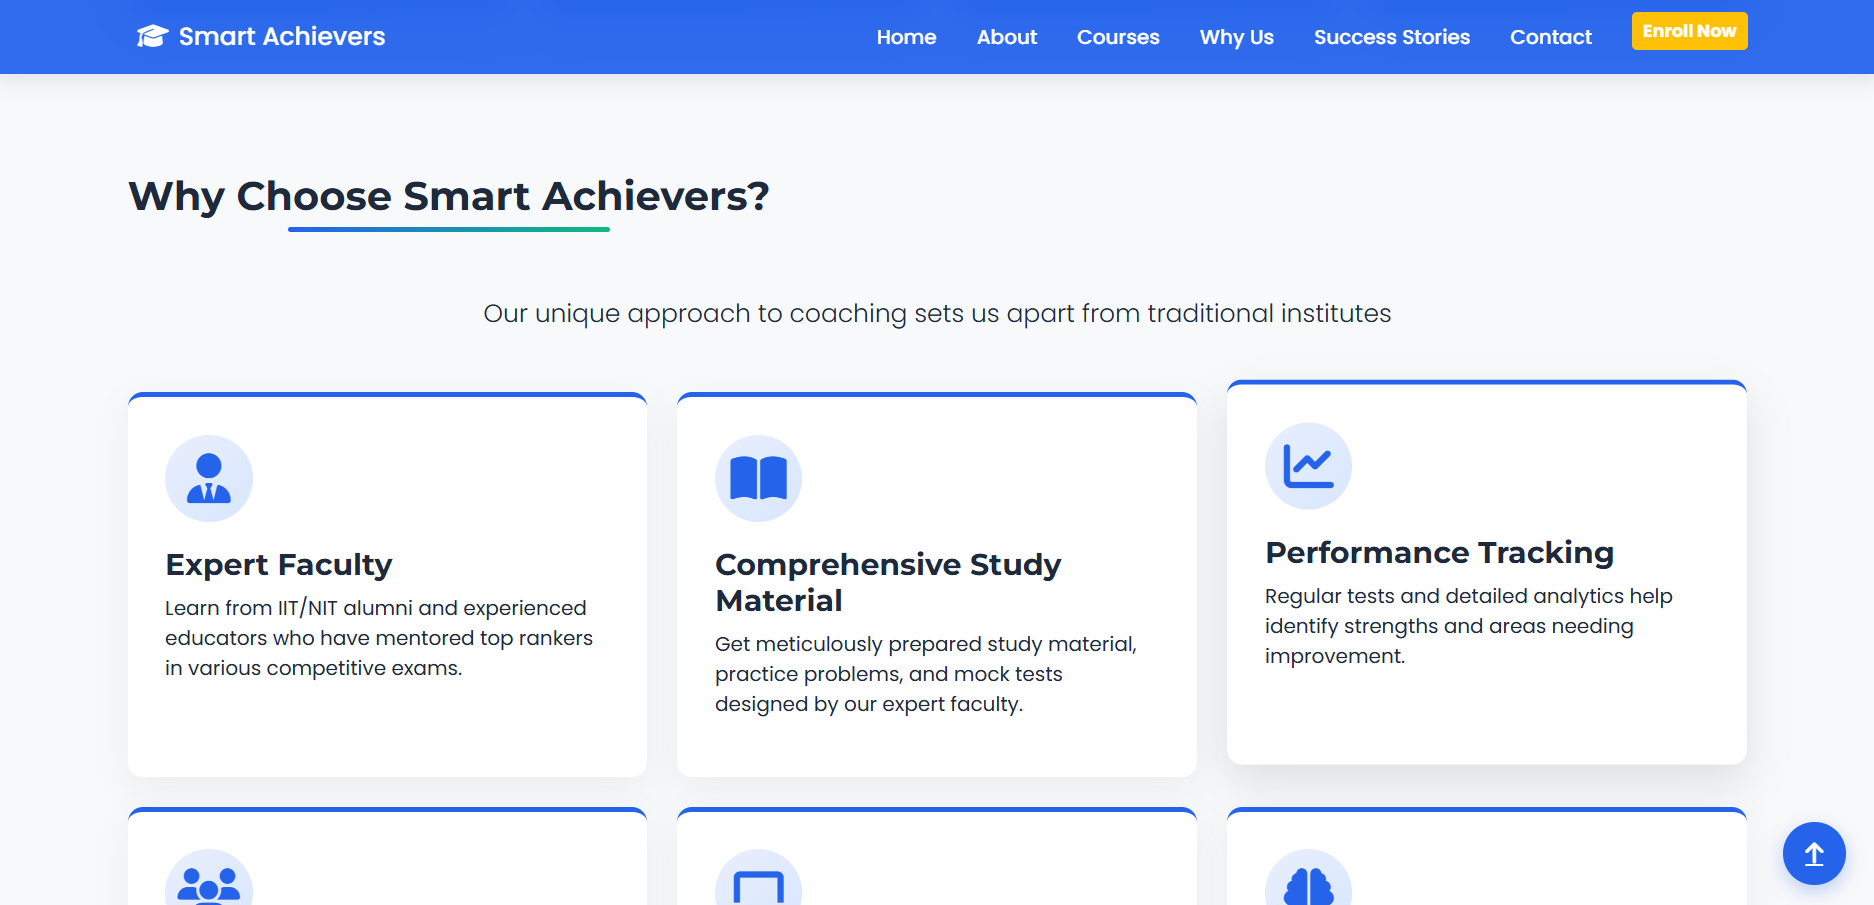 Smart Achievers
Home
About
Courses
Why Us
Success Stories
Contact
Enroll Now
Why Choose Smart Achievers?
Our unique approach to coaching sets us apart from traditional institutes
Expert Faculty
Learn from IIT/NIT alumni and experienced
educators who have mentored top rankers
in various competitive exams.
Comprehensive Study
Material
Get meticulously prepared study material,
practice problems, and mock tests
designed by our expert faculty.
Performance Tracking
Regular tests and detailed analytics help
identify strengths and areas needing
improvement.